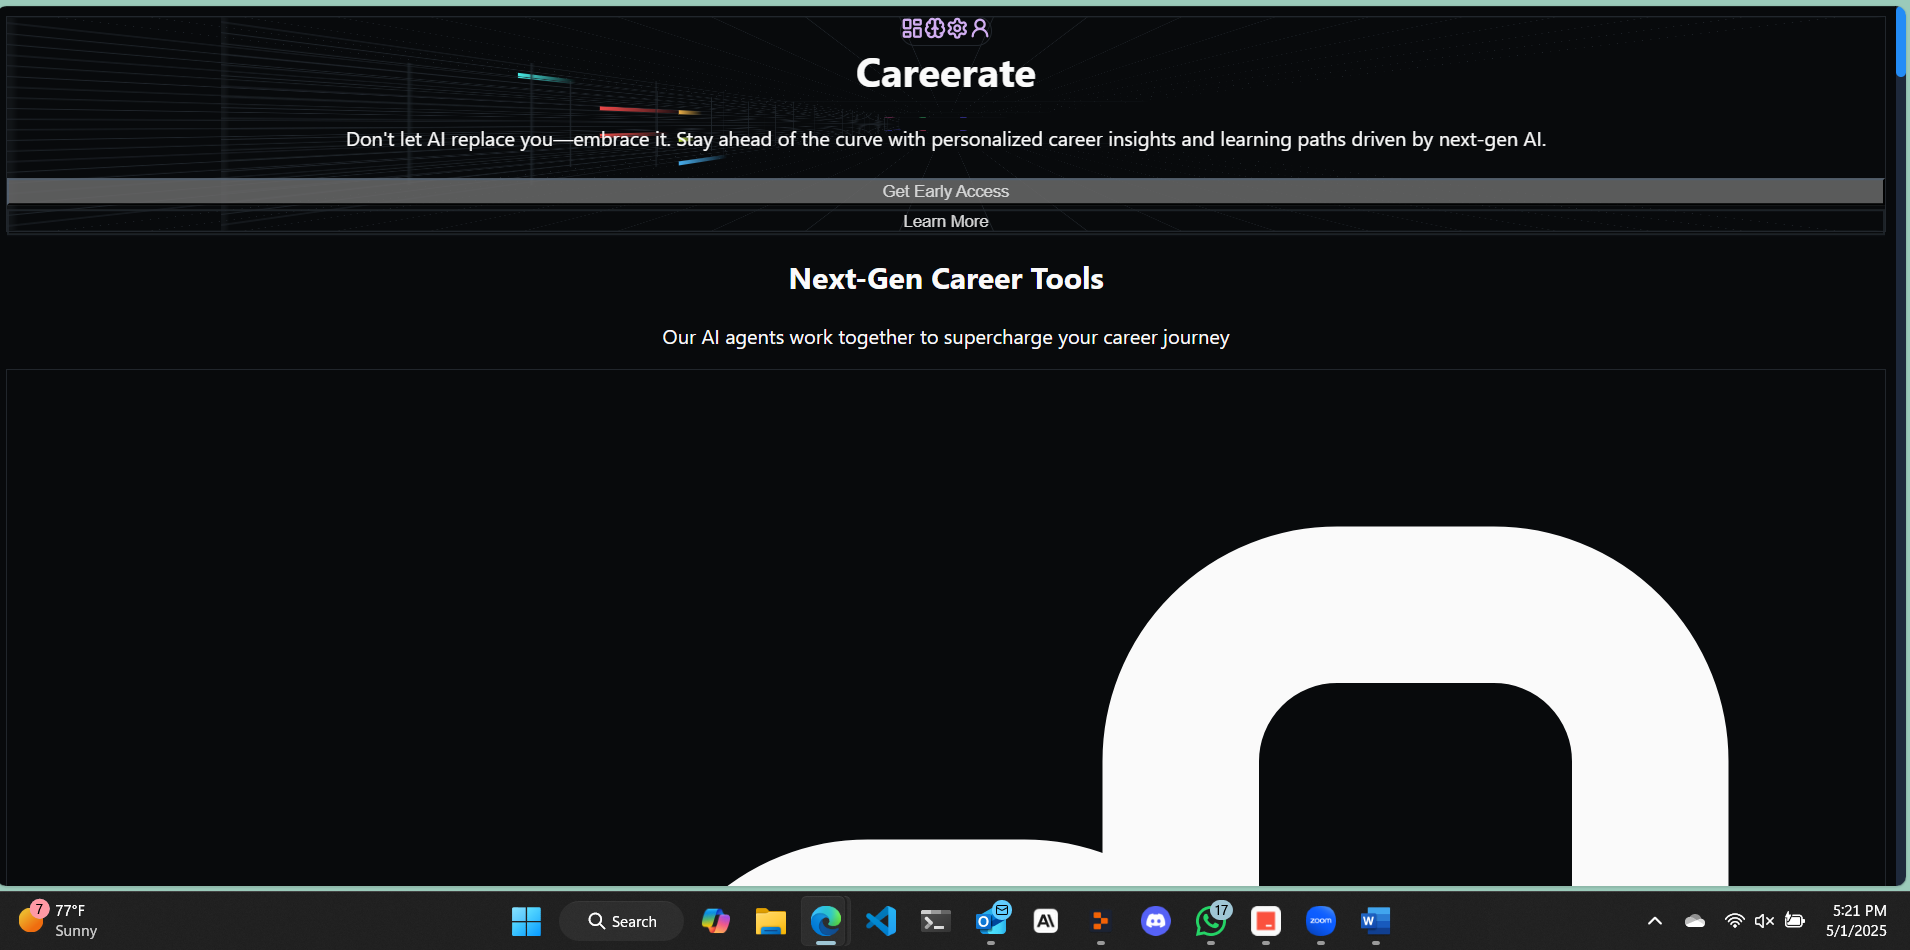 Careerate
Don't let AI replace you—embrace it. Stay ahead of the curve with personalized career insights and learning paths driven by next-gen AI.
Get Early Access
Learn More
Next-Gen Career Tools
Our AI agents work together to supercharge your career journey
7
77°F
Sunny
Search
17
zoom
W
5:21 PM
5/1/2025